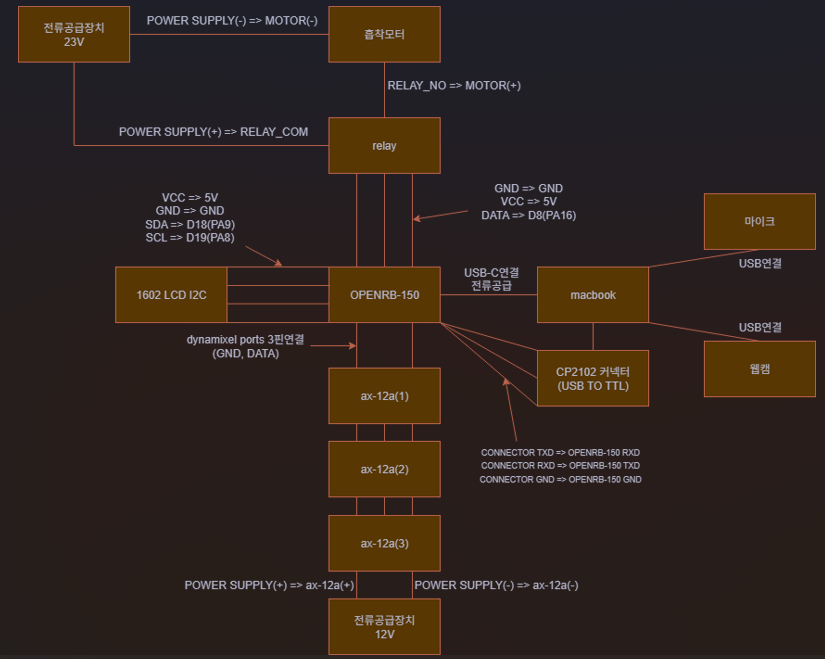 전류공급장치
23V
POWER SUPPLY(-) => MOTOR(-)
흡착모터
RELAY_NO => MOTOR(+)
POWER SUPPLY(+) => RELAY_COM
relay
VCC => 5V
GND => GND
SDA => D18(PA9)
SCL => D19(PA8)
GND => GND
VCC => 5V
DATA => D8(PA16)
마이크
USB연결
1602 LCD I2C
OPENRB-150
USB-C연결
전류공급
macbook
USB연결
웹캠
dynamixel ports 3핀연결
(GND, DATA)
CP2102 커넥터
(USB TO TTL)
ax-12a(1)
CONNECTOR TXD => OPENRB-150 RXD
CONNECTOR RXD => OPENRB-150 TXD
CONNECTOR GND => OPENRB-150 GND
ax-12a(2)
ax-12a(3)
POWER SUPPLY(+) => ax-12a(+)
POWER SUPPLY(-) => ax-12a(-)
전류공급장치
12V